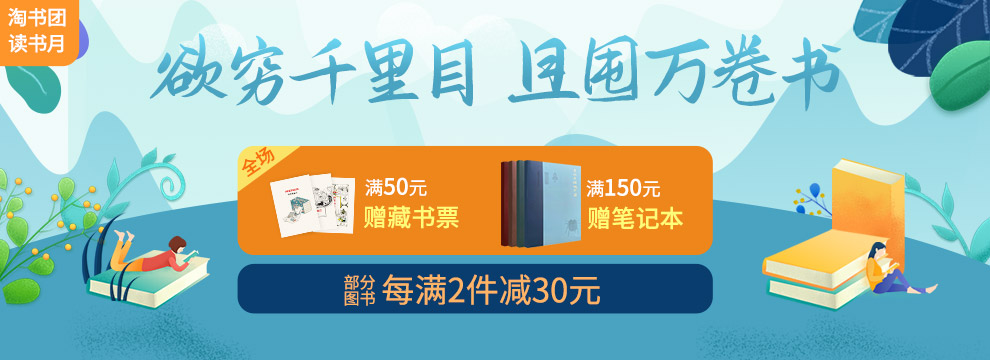 淘书团
读书月
欲穷千里目 且囤万卷书
全场
满50元
赠藏书票
满150元
赠笔记本
部分
图书
每满2件减30元